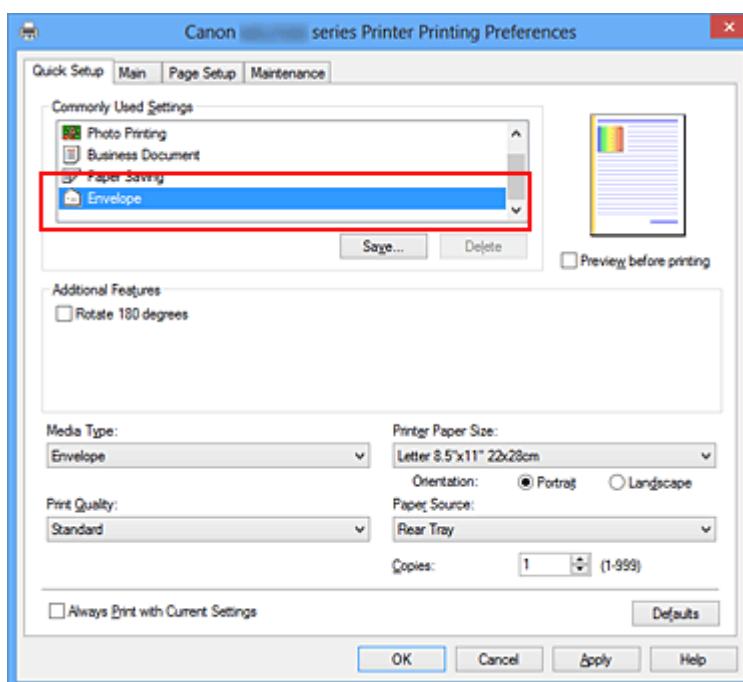 Canon series Printer Printing Preferences
Quick Setup Main Page Setup Maintenance
Commonly Used Settings
Photo Printing
Business Document
Paper Saving
Envelope
Save... Delete
Preview before printing
Additional Features
Rotate 180 degrees
Media Type: Printer Paper Size:
Envelope Letter 8.5"x11" 22x28cm
Orientation: Portrait Landscape
Print Quality: Paper Source:
Standard Rear Tray
Copies: 1 (1-999)
Always Print with Current Settings
Defaults
OK Cancel Apply Help